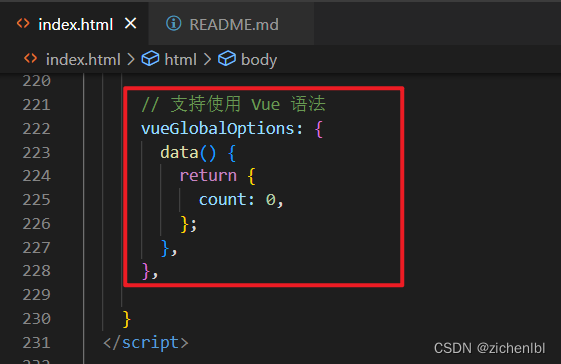 index.html README.md
index.html > html > body
220
221 // 支持使用 Vue 语法
222 vueGlobalOptions: {
223 data() {
224 return {
225 count: 0,
226 };
227 },
228 },
229
230 }
231 </script>
CSDN @zichenlbl